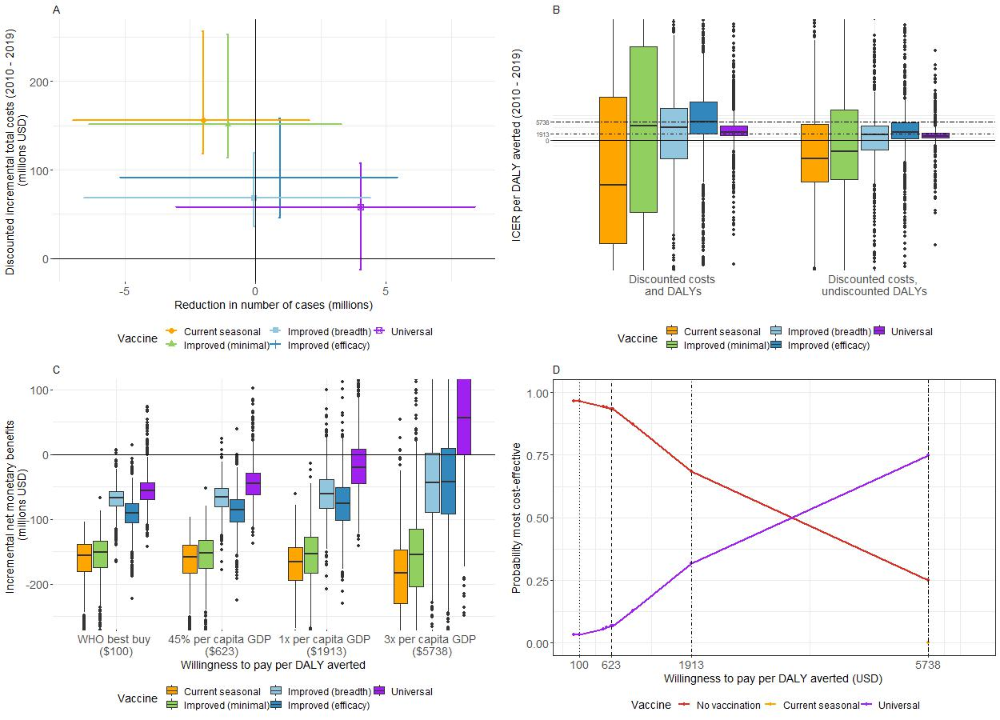 A
Discounted incremental total costs (2010 - 2019)
(millions USD)
200
100
0
-5
0
5
Reduction in number of cases (millions)
Vaccine
Current seasonal
Improved (breadth)
Universal
Improved (minimal)
Improved (efficacy)
B
ICER per DALY averted (2010 - 2019)
5738
1913
0
Discounted costs
and DALYs
Discounted costs,
undiscounted DALYs
Vaccine
Current seasonal
Improved (breadth)
Universal
Improved (minimal)
Improved (efficacy)
C
Incremental net monetary benefits
(millions USD)
100
0
-100
-200
WHO best buy
($100)
45% per capita GDP
($623)
1x per capita GDP
($1913)
3x per capita GDP
($5738)
Willingness to pay per DALY averted
Vaccine
Current seasonal
Improved (breadth)
Universal
Improved (minimal)
Improved (efficacy)
D
Probability most cost-effective
1.00
0.75
0.50
0.25
0.00
100
623
1913
5738
Willingness to pay per DALY averted (USD)
Vaccine
No vaccination
Current seasonal
Universal